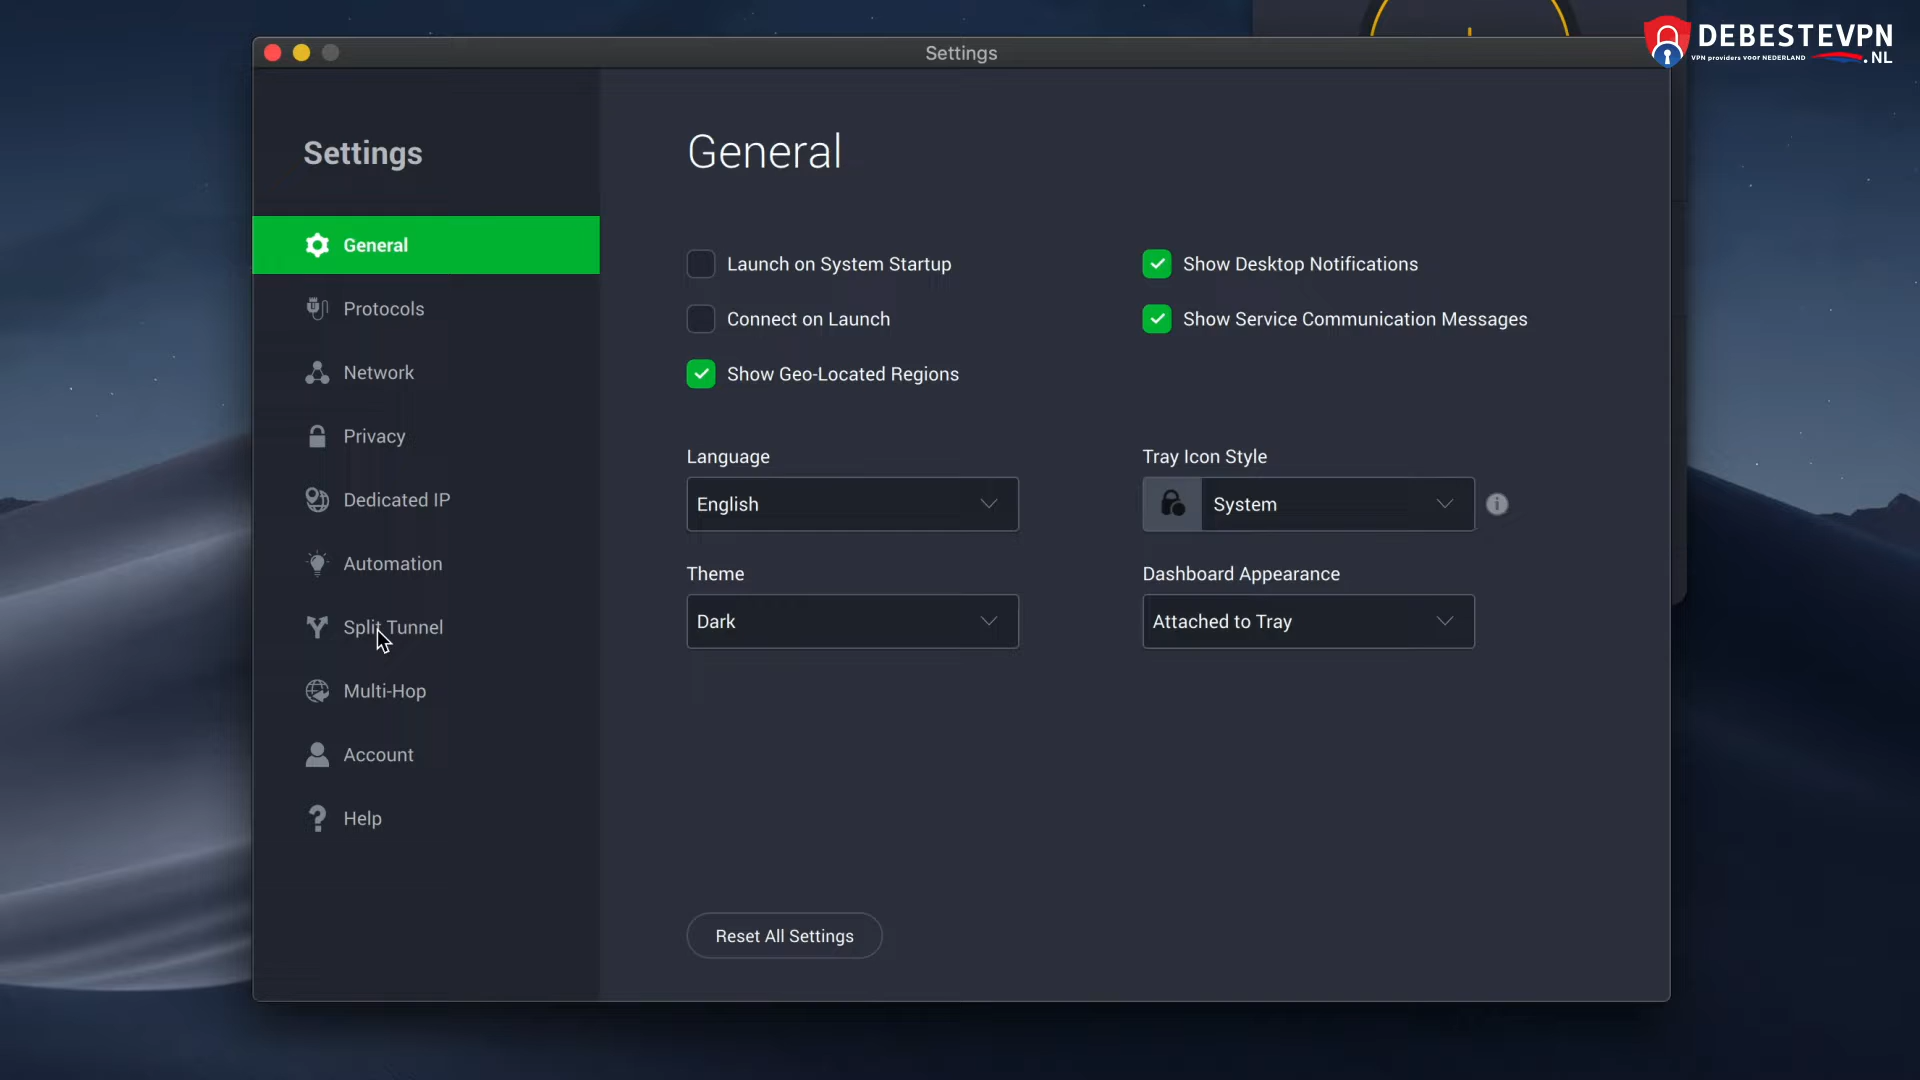 DEBESTEVPN
VPN providers voor NEDERLAND .NL
Settings
Settings
General
Protocols
Network
Privacy
Dedicated IP
Automation
Split Tunnel
Multi-Hop
Account
Help
General
Launch on System Startup
Connect on Launch
Show Geo-Located Regions
Show Desktop Notifications
Show Service Communication Messages
Language
English
Tray Icon Style
System
Theme
Dark
Dashboard Appearance
Attached to Tray
Reset All Settings